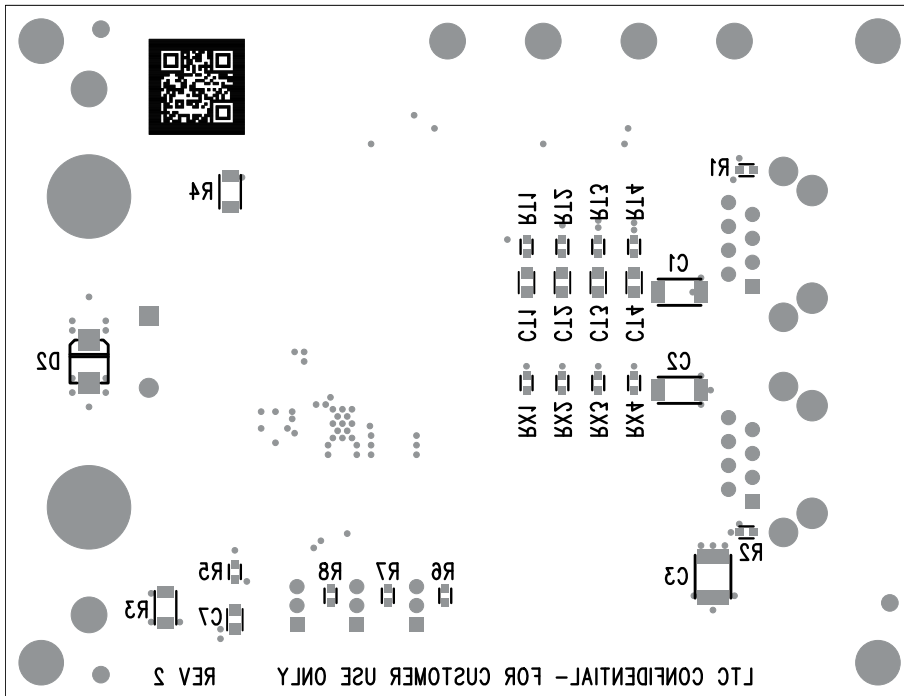 R4
R1
RT1
RT2
RT3
RT4
C1
CT1
CT2
CT3
CT4
D2
C2
RX1
RX2
RX3
RX4
R2
R5
R8
R7
R6
C3
R3
C7
LTC CONFIDENTIAL- FOR CUSTOMER USE ONLY
REV 2